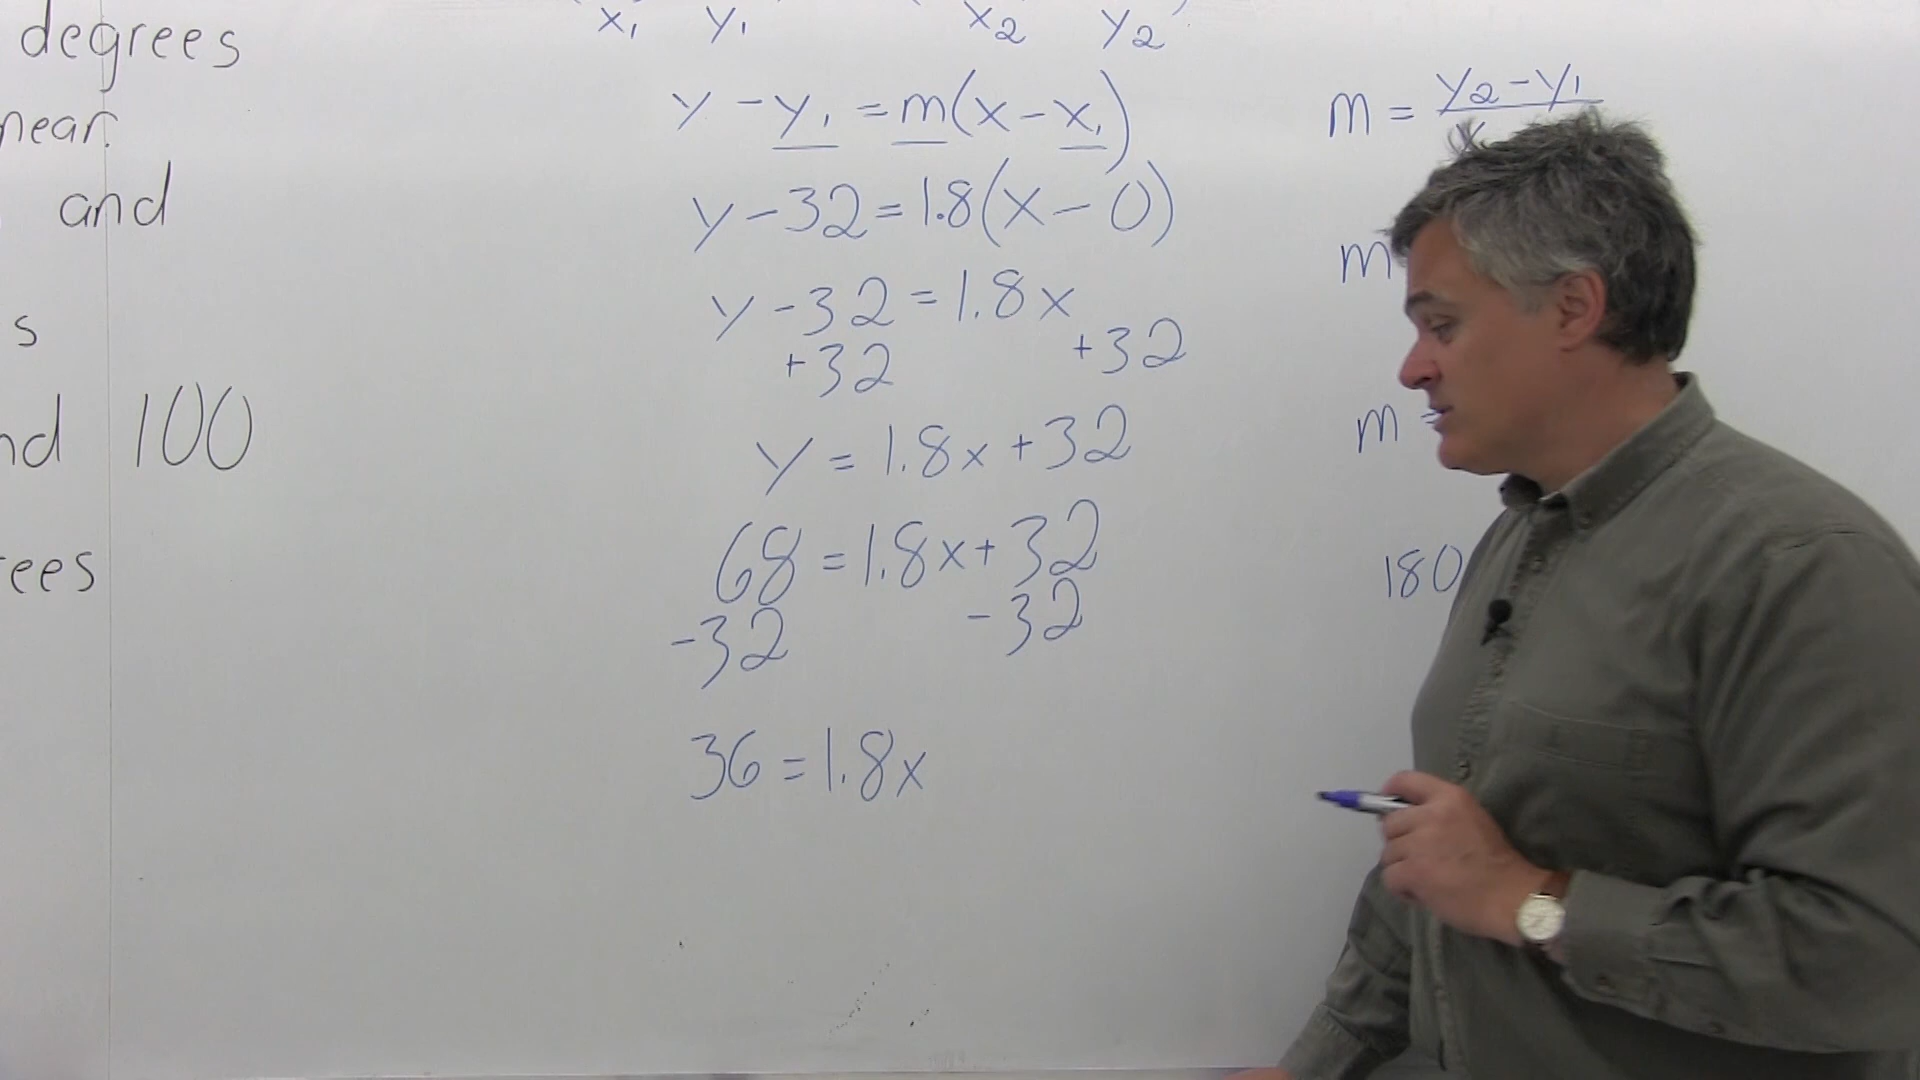 degrees
near.
and
s
nd 100
ees
x₁ y₁ x₂ y₂
y - y₁ = m(x - x₁)
y - 32 = 1.8(x - 0)
y - 32 = 1.8x
+32 +32
y = 1.8x + 32
68 = 1.8x + 32
-32 -32
36 = 1.8x
m = y₂ - y₁
m
m =
180